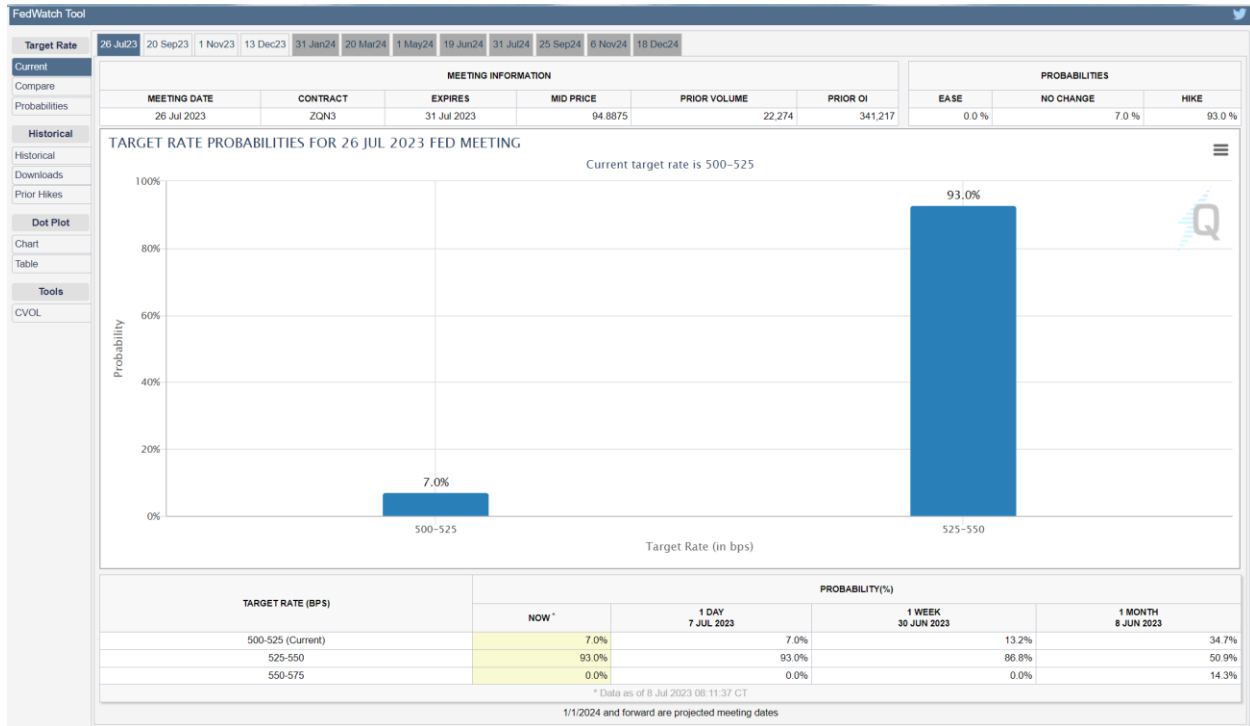 FedWatch Tool
Target Rate
Current
Compare
Probabilities
Historical
Historical
Downloads
Prior Hikes
Dot Plot
Chart
Table
Tools
CVOL
26 Jul23 20 Sep23 1 Nov23 13 Dec23 31 Jan24 20 Mar24 1 May24 19 Jun24 31 Jul24 25 Sep24 6 Nov24 18 Dec24
MEETING INFORMATION
MEETING DATE CONTRACT EXPIRES MID PRICE PRIOR VOLUME PRIOR OI
26 Jul 2023 ZQN3 31 Jul 2023 94.8875 22,274 341,217
PROBABILITIES
EASE NO CHANGE HIKE
0.0 % 7.0 % 93.0 %
TARGET RATE PROBABILITIES FOR 26 JUL 2023 FED MEETING
Current target rate is 500-525
Probability
100%
80%
60%
40%
20%
0%
7.0%
93.0%
Q
500-525 525-550
Target Rate (in bps)
TARGET RATE (BPS) PROBABILITY(%)
NOW * 1 DAY 1 WEEK 1 MONTH
7 JUL 2023 30 JUN 2023 8 JUN 2023
500-525 (Current) 7.0% 7.0% 13.2% 34.7%
525-550 93.0% 93.0% 86.8% 50.9%
550-575 0.0% 0.0% 0.0% 14.3%
* Data as of 8 Jul 2023 08:11:37 CT
1/1/2024 and forward are projected meeting dates